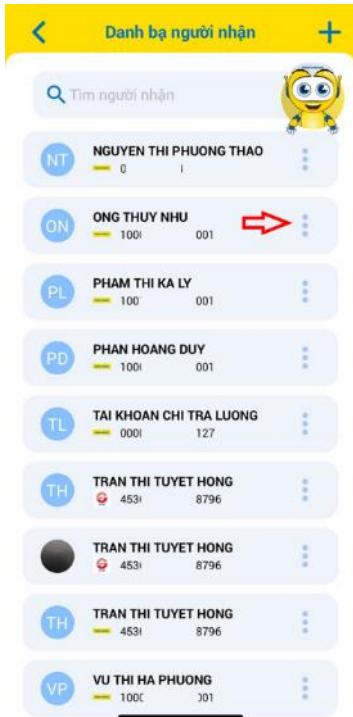 Danh bạ người nhận
Tìm người nhận
NT NGUYEN THI PHUONG THAO
0
ON ONG THUY NHU
100 001
PL PHAM THI KA LY
100 001
PD PHAN HOANG DUY
100 001
TL TAI KHOAN CHI TRA LUONG
000 127
TH TRAN THI TUYET HONG
453 8796
TRAN THI TUYET HONG
453 8796
TH TRAN THI TUYET HONG
453 8796
VP VU THI HA PHUONG
100 01